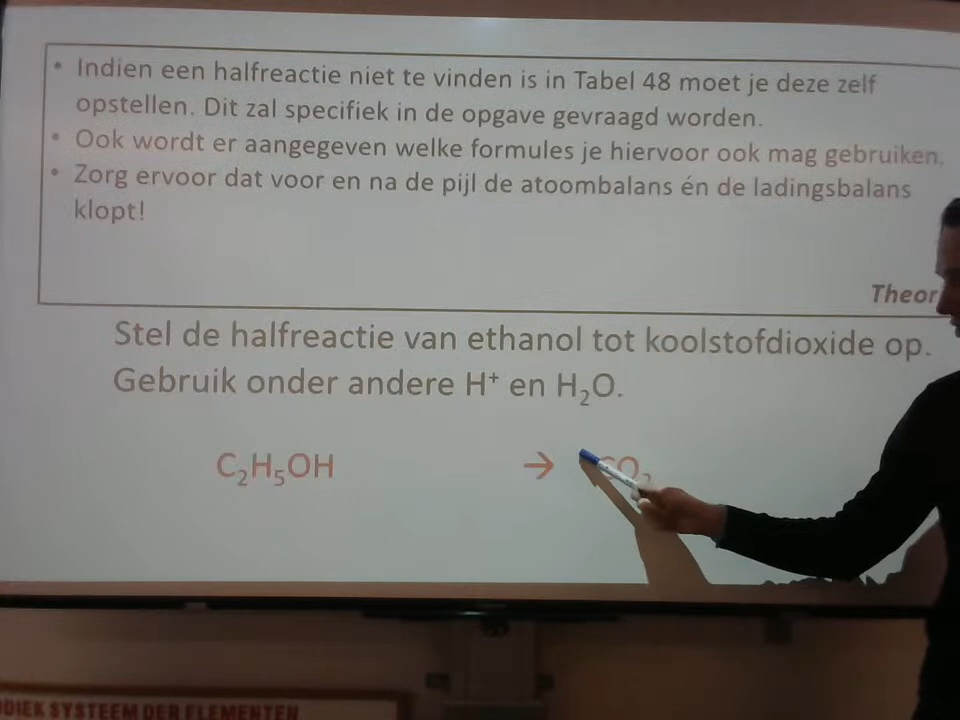 • Indien een halfreactie niet te vinden is in Tabel 48 moet je deze zelf
opstellen. Dit zal specifiek in de opgave gevraagd worden.
• Ook wordt er aangegeven welke formules je hiervoor ook mag gebruiken.
• Zorg ervoor dat voor en na de pijl de atoombalans én de ladingsbalans
klopt!
Stel de halfreactie van ethanol tot koolstofdioxide op.
Gebruik onder andere H⁺ en H₂O.
C₂H₅OH → CO₂
SYSTEEM DER ELEMENTEN